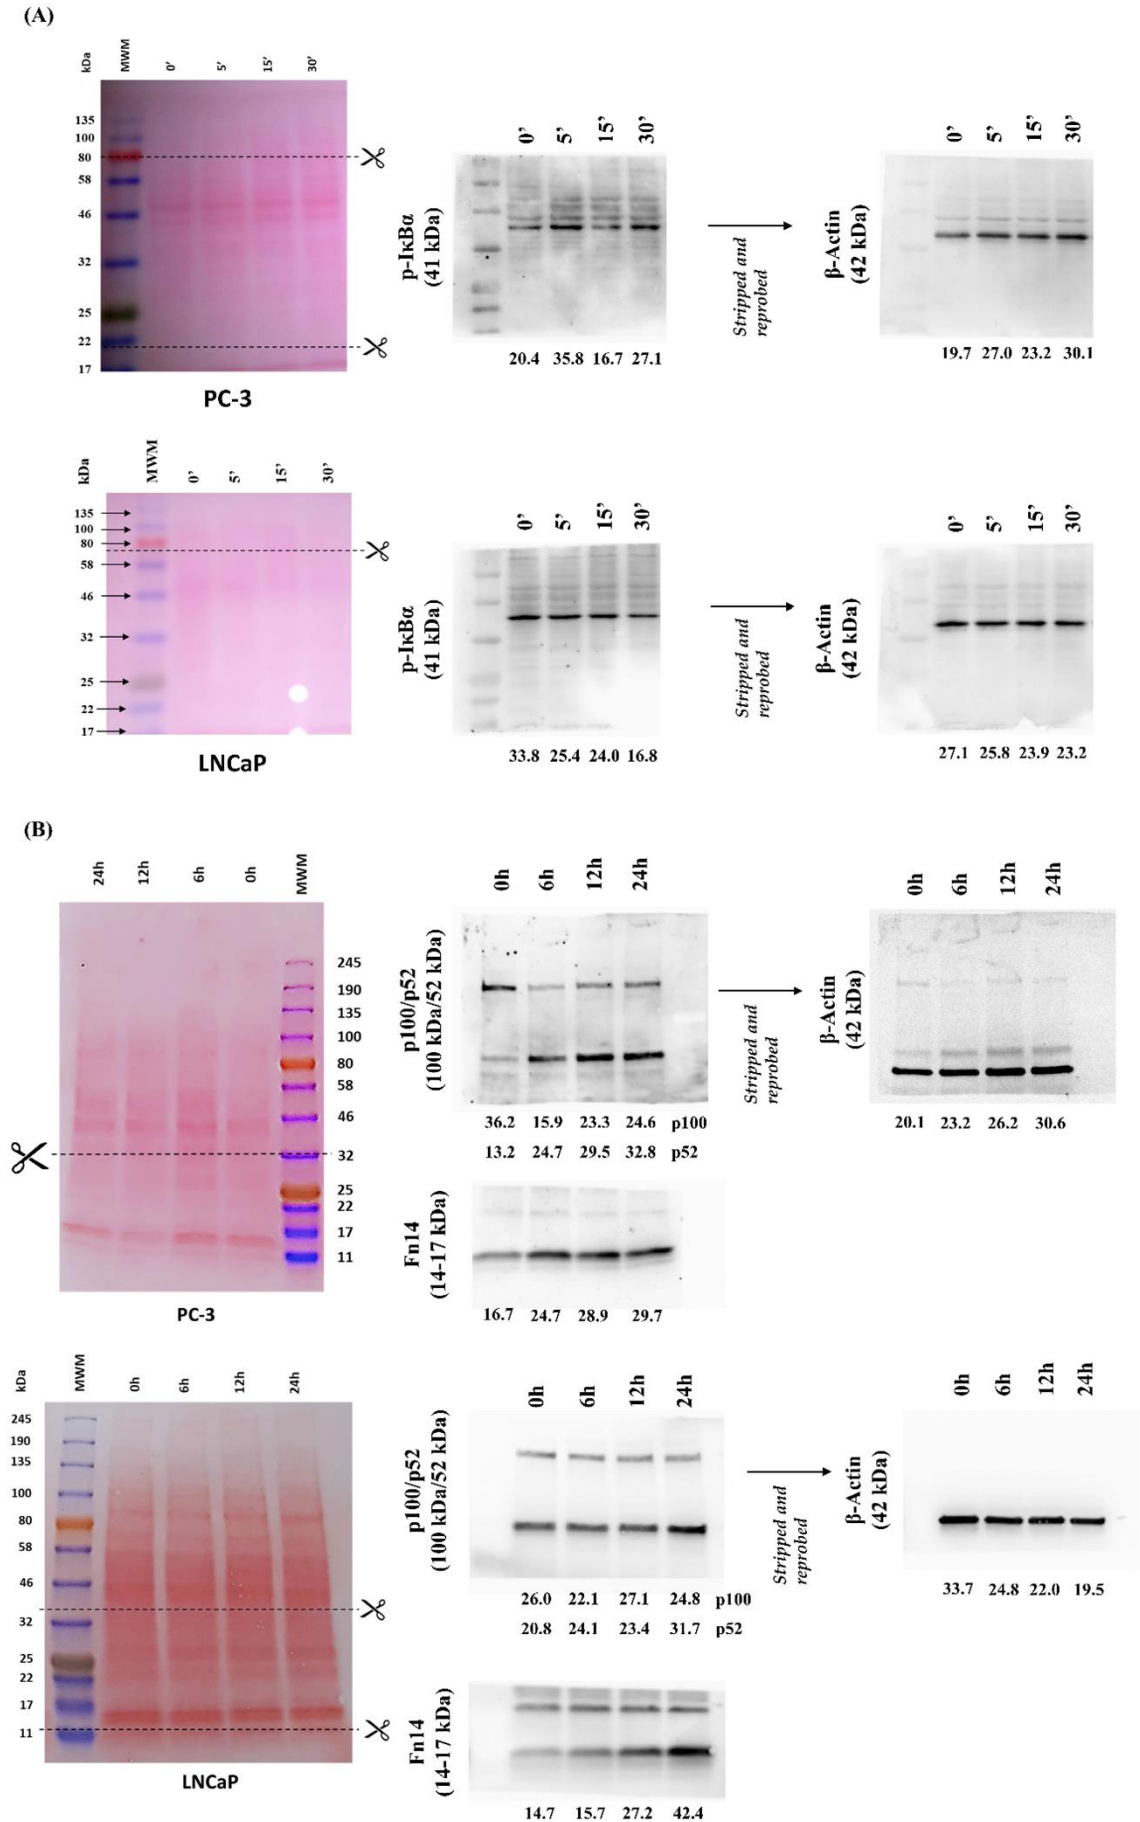 (A)
kDa MWM 0’ 5’ 15’ 30’
135
100
80
58
46
32
25
22
17
PC-3
0’ 5’ 15’ 30’
p-IκBα
(41 kDa)
20.4 35.8 16.7 27.1
Stripped and
reprobed
0’ 5’ 15’ 30’
β-Actin
(42 kDa)
19.7 27.0 23.2 30.1
kDa MWM 0’ 5’ 15’ 30’
135
100
80
58
46
32
25
22
17
LNCaP
0’ 5’ 15’ 30’
p-IκBα
(41 kDa)
33.8 25.4 24.0 16.8
Stripped and
reprobed
0’ 5’ 15’ 30’
β-Actin
(42 kDa)
27.1 25.8 23.9 23.2
(B)
24h 12h 6h 0h MWM
245
190
135
100
80
58
46
32
25
22
17
11
PC-3
0h 6h 12h 24h
p100/p52
(100 kDa/52 kDa)
36.2 15.9 23.3 24.6 p100
13.2 24.7 29.5 32.8 p52
Stripped and
reprobed
0h 6h 12h 24h
β-Actin
(42 kDa)
20.1 23.2 26.2 30.6
Fn14
(14-17 kDa)
16.7 24.7 28.9 29.7
kDa MWM 0h 6h 12h 24h
245
190
135
100
80
58
46
32
25
22
17
11
LNCaP
0h 6h 12h 24h
p100/p52
(100 kDa/52 kDa)
26.0 22.1 27.1 24.8 p100
20.8 24.1 23.4 31.7 p52
Stripped and
reprobed
0h 6h 12h 24h
β-Actin
(42 kDa)
33.7 24.8 22.0 19.5
Fn14
(14-17 kDa)
14.7 15.7 27.2 42.4